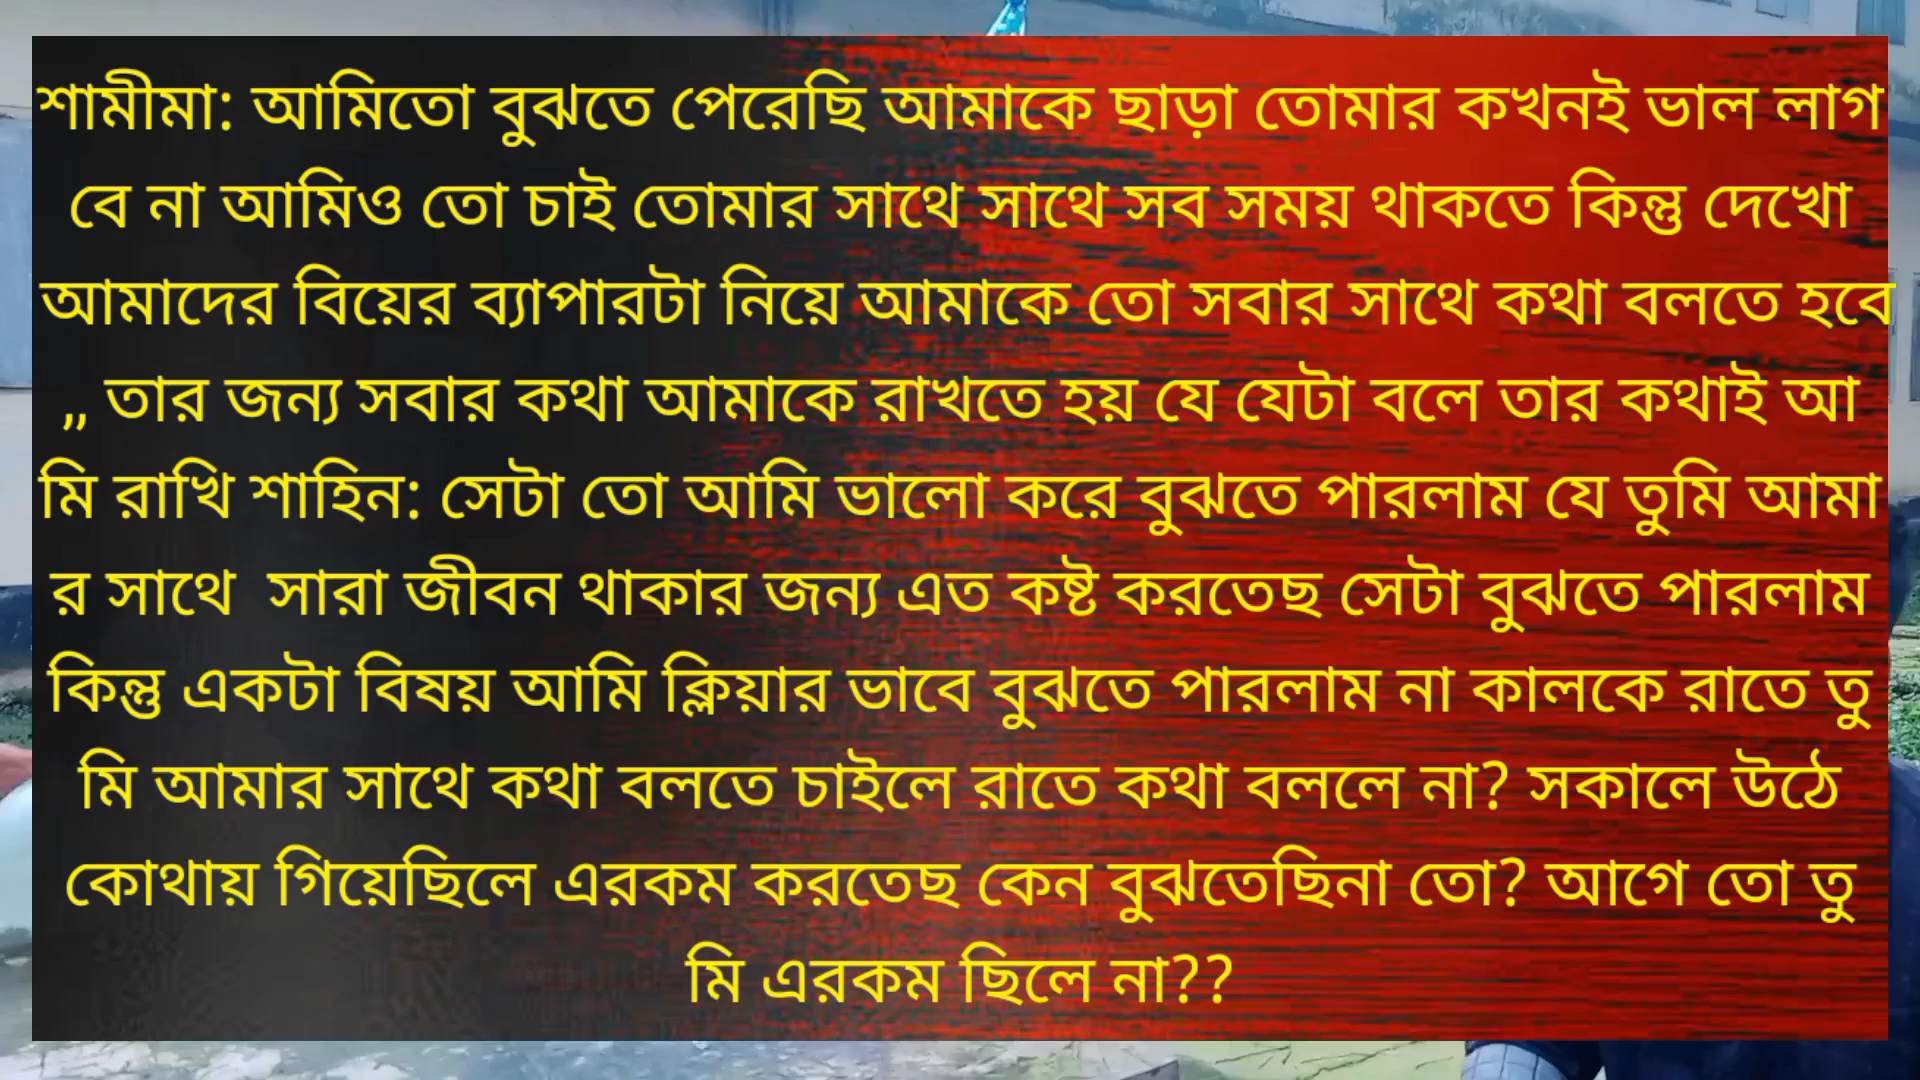 শামীমা: আমিতো বুঝতে পেরেছি আমাকে ছাড়া তোমার কখনই ভাল লাগ
বে না আমিও তো চাই তোমার সাথে সাথে সব সময় থাকতে কিন্তু দেখো
আমাদের বিয়ের ব্যাপারটা নিয়ে আমাকে তো সবার সাথে কথা বলতে হবে
,, তার জন্য সবার কথা আমাকে রাখতে হয় যে যেটা বলে তার কথাই আ
মি রাখি শাহিন: সেটা তো আমি ভালো করে বুঝতে পারলাম যে তুমি আমা
র সাথে  সারা জীবন থাকার জন্য এত কষ্ট করতেছ সেটা বুঝতে পারলাম
কিন্তু একটা বিষয় আমি ক্লিয়ার ভাবে বুঝতে পারলাম না কালকে রাতে তু
মি আমার সাথে কথা বলতে চাইলে রাতে কথা বললে না? সকালে উঠে
কোথায় গিয়েছিলে এরকম করতেছ কেন বুঝতেছিনা তো? আগে তো তু
মি এরকম ছিলে না??